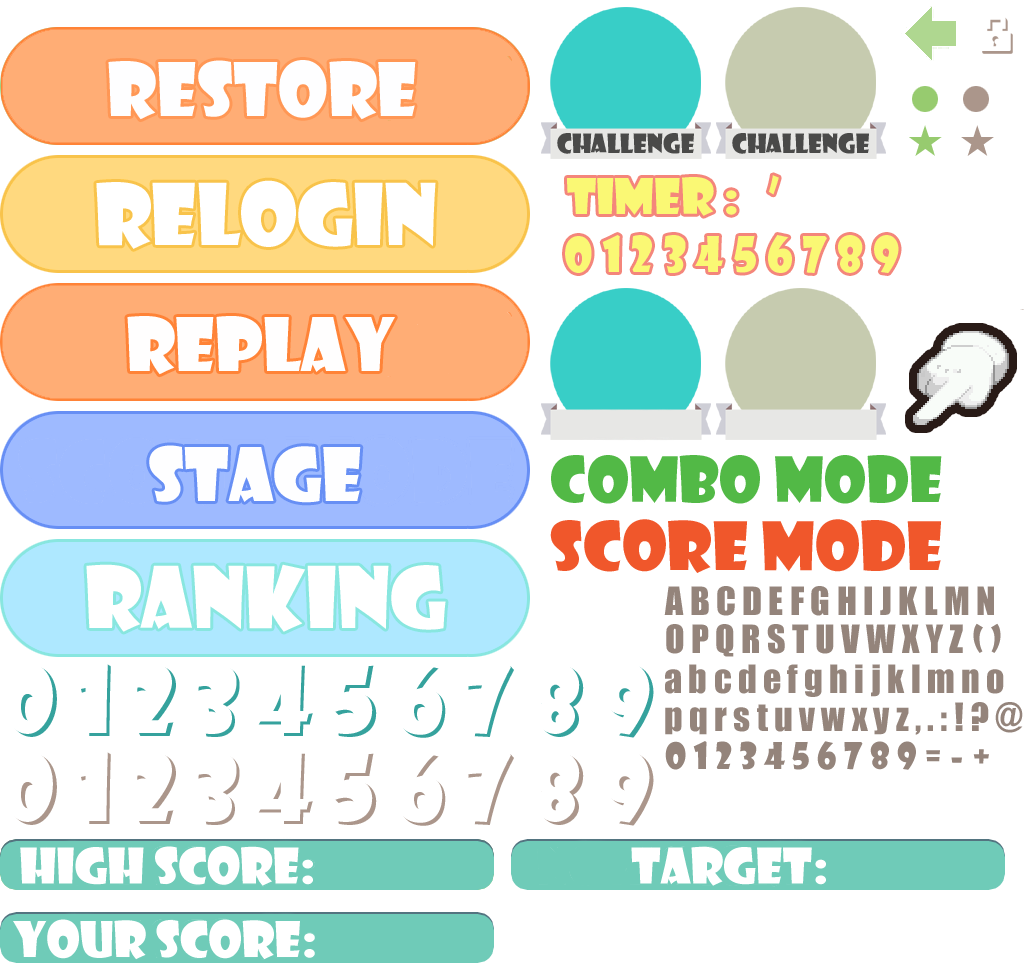 RESTORE
RELOGIN
REPLAY
STAGE
RANKING
CHALLENGE CHALLENGE
TIMER: '
0123456789
COMBO MODE
SCORE MODE
ABCDEFGHIJKLMN
OPQRSTUVWXYZ()
abcdefghijklmno
pqrstuvwxyz,.:!?@
0123456789=-+
0123456789
0123456789
HIGH SCORE:
TARGET:
YOUR SCORE: